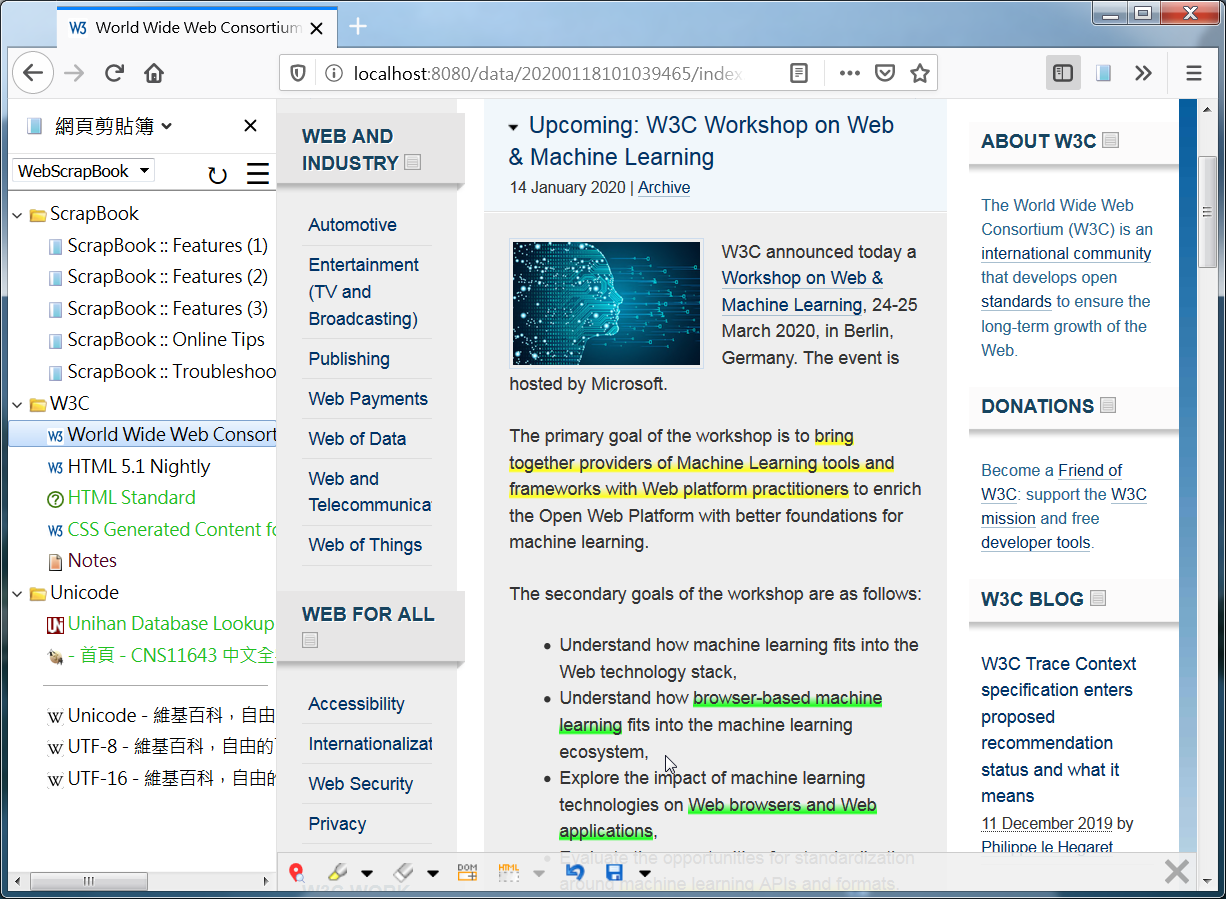 World Wide Web Consortium
localhost:8080/data/20200118101039465/index
網頁剪貼簿
WebScrapBook
ScrapBook
ScrapBook :: Features (1)
ScrapBook :: Features (2)
ScrapBook :: Features (3)
ScrapBook :: Online Tips
ScrapBook :: Troubleshoo
W3C
World Wide Web Consort
HTML 5.1 Nightly
HTML Standard
CSS Generated Content fo
Notes
Unicode
Unihan Database Lookup
- 首頁 - CNS11643 中文全
Unicode - 維基百科，自由
UTF-8 - 維基百科，自由的
UTF-16 - 維基百科，自由的
WEB AND
INDUSTRY
Automotive
Entertainment
(TV and
Broadcasting)
Publishing
Web Payments
Web of Data
Web and
Telecommunica
Web of Things
WEB FOR ALL
Accessibility
Internationalizat
Web Security
Privacy
W3C WORK
Upcoming: W3C Workshop on Web
& Machine Learning
14 January 2020 | Archive
W3C announced today a
Workshop on Web &
Machine Learning, 24-25
March 2020, in Berlin,
Germany. The event is
hosted by Microsoft.
The primary goal of the workshop is to bring
together providers of Machine Learning tools and
frameworks with Web platform practitioners to enrich
the Open Web Platform with better foundations for
machine learning.
The secondary goals of the workshop are as follows:
Understand how machine learning fits into the
Web technology stack,
Understand how browser-based machine
learning fits into the machine learning
ecosystem,
Explore the impact of machine learning
technologies on Web browsers and Web
applications,
Evaluate the opportunities for standardization
around machine learning APIs and formats.
ABOUT W3C
The World Wide Web
Consortium (W3C) is an
international community
that develops open
standards to ensure the
long-term growth of the
Web.
DONATIONS
Become a Friend of
W3C: support the W3C
mission and free
developer tools.
W3C BLOG
W3C Trace Context
specification enters
proposed
recommendation
status and what it
means
11 December 2019 by
Philippe le Hegaret
DOM
HTML